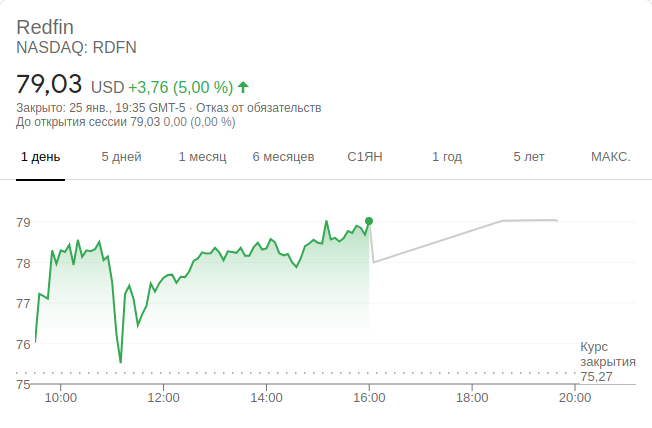 Redfin
NASDAQ: RDFN
79,03 USD +3,76 (5,00 %)
Закрыто: 25 янв., 19:35 GMT-5 · Отказ от обязательств
До открытия сессии 79,03 0,00 (0,00 %)
1 день 5 дней 1 месяц 6 месяцев С1ЯН 1 год 5 лет МАКС.
79
78
77
76
Курс
закрытия
75,27
75
10:00 12:00 14:00 16:00 18:00 20:00